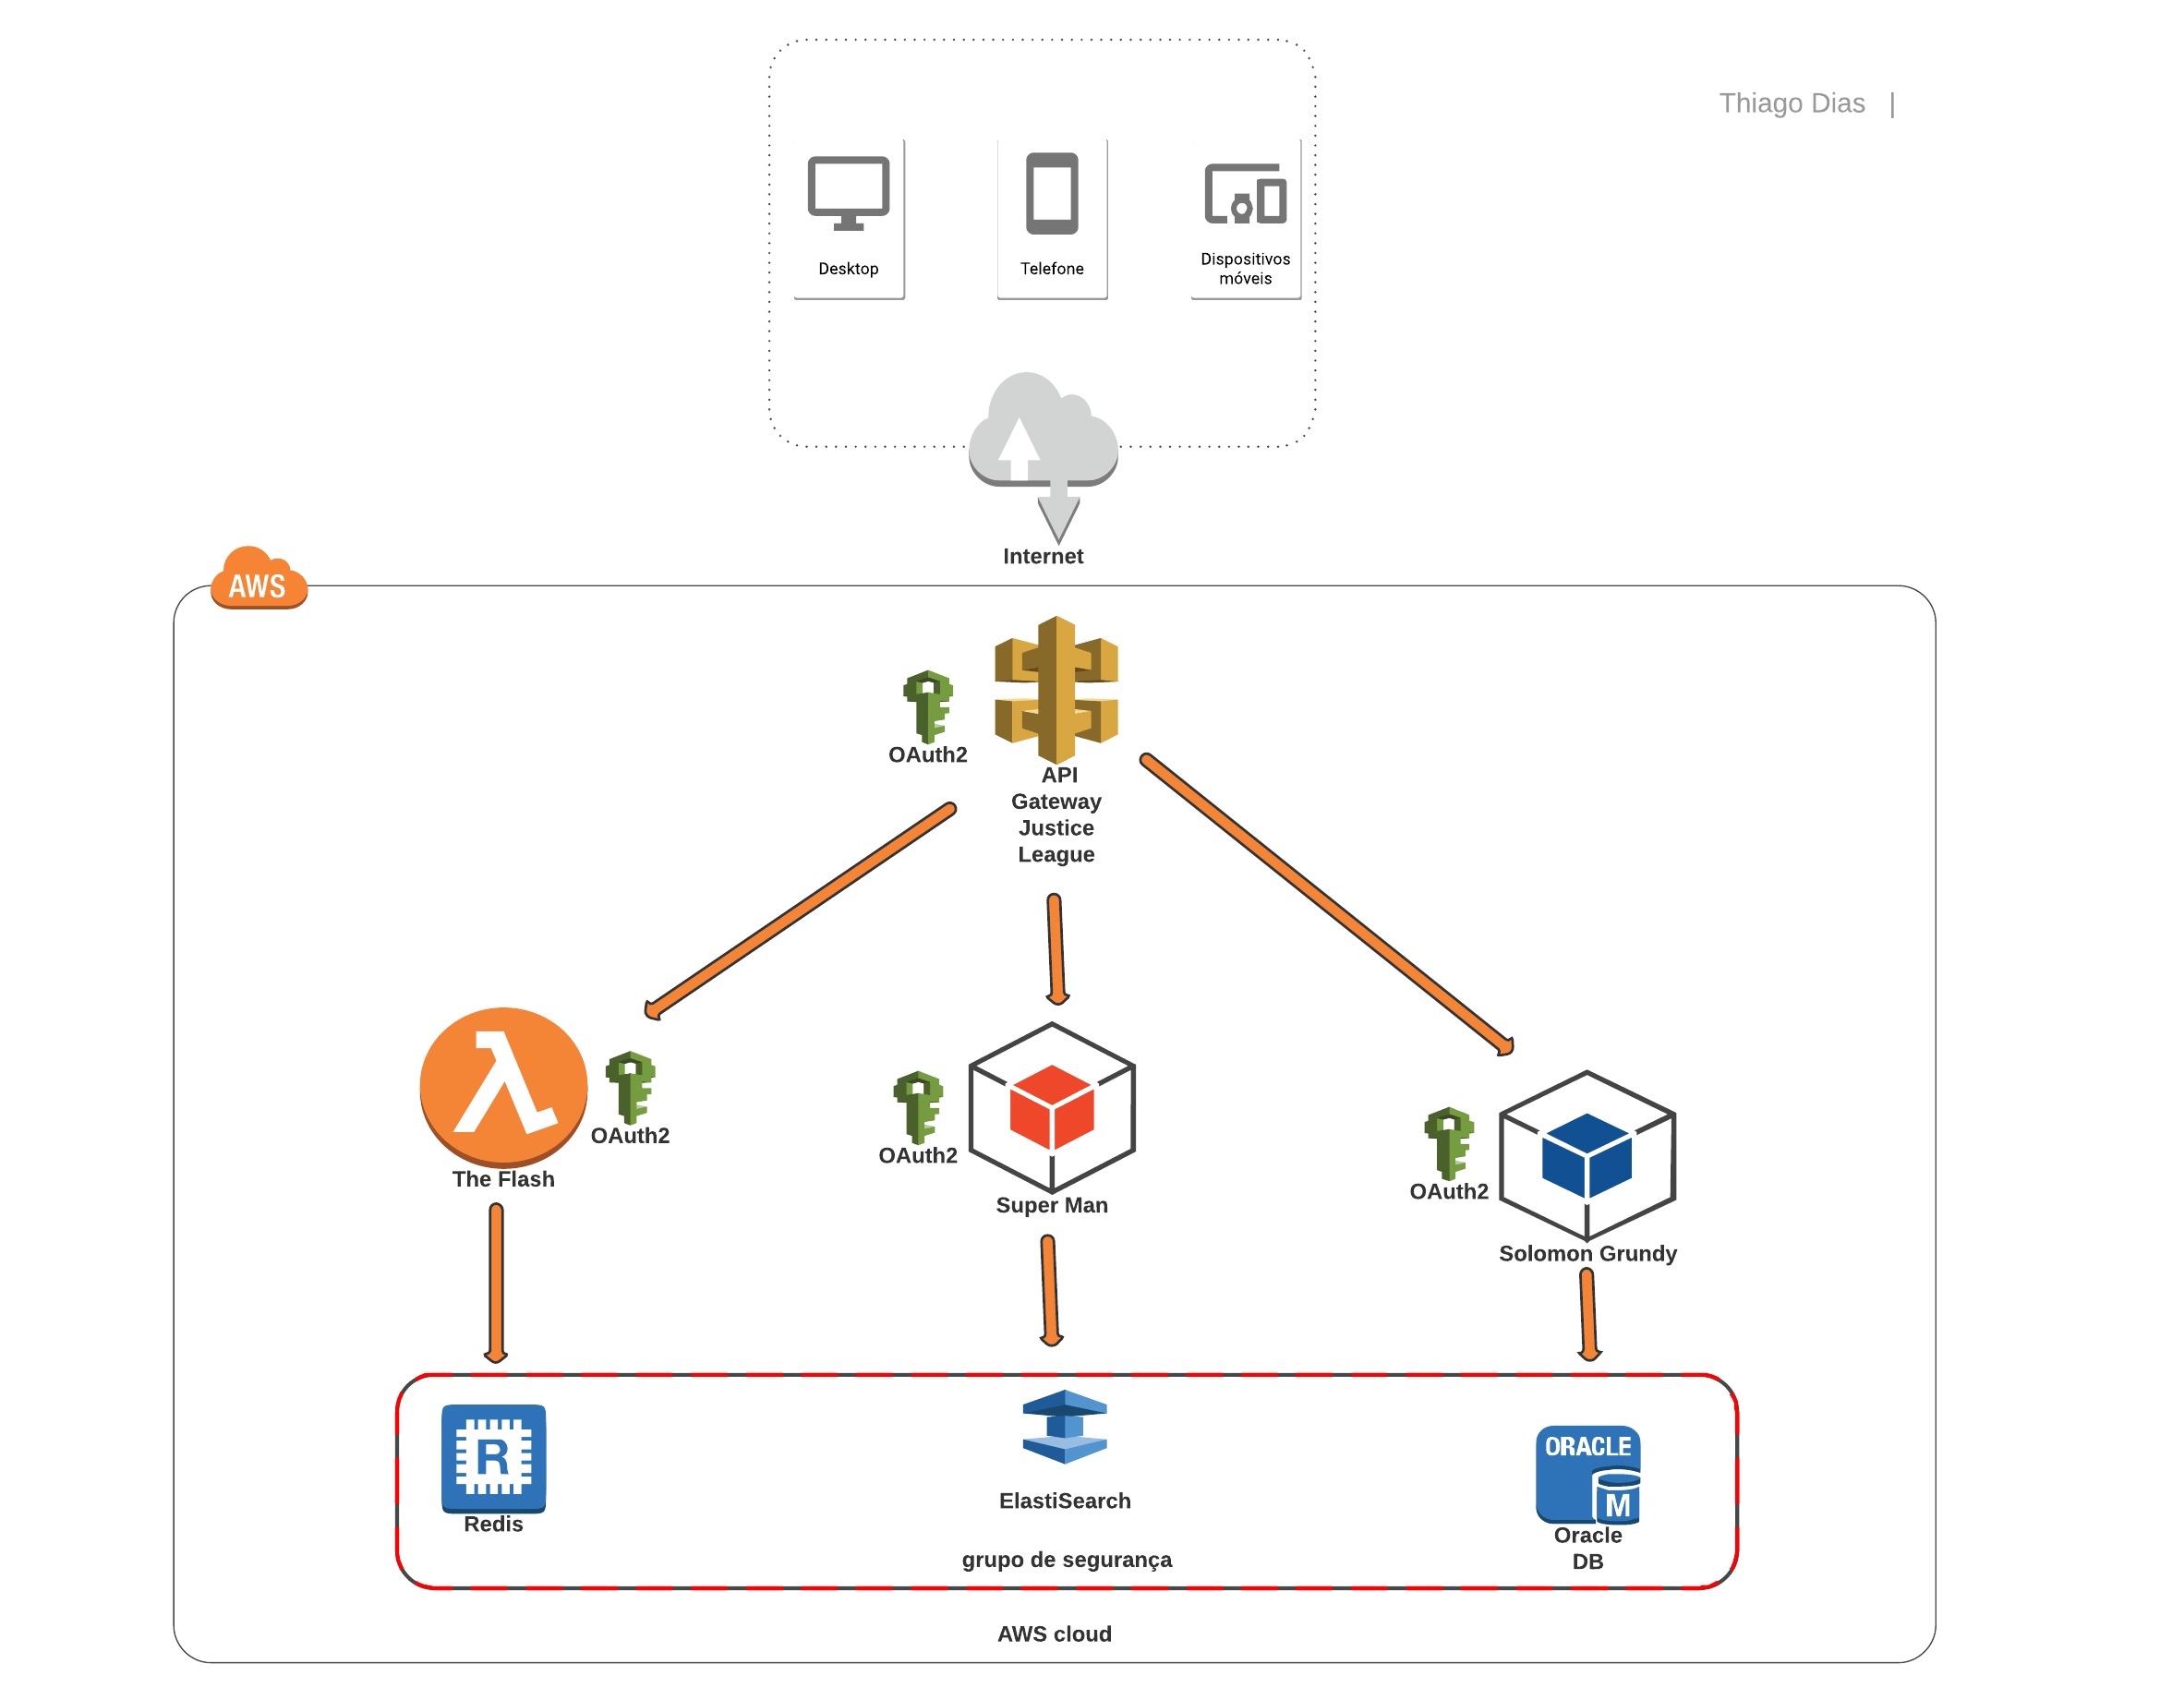 Thiago Dias |
Desktop
Telefone
Dispositivos
móveis
Internet
AWS
OAuth2
API
Gateway
Justice
League
OAuth2
The Flash
OAuth2
Super Man
OAuth2
Solomon Grundy
R
Redis
ElastiSearch
ORACLE
M
Oracle
DB
grupo de segurança
AWS cloud